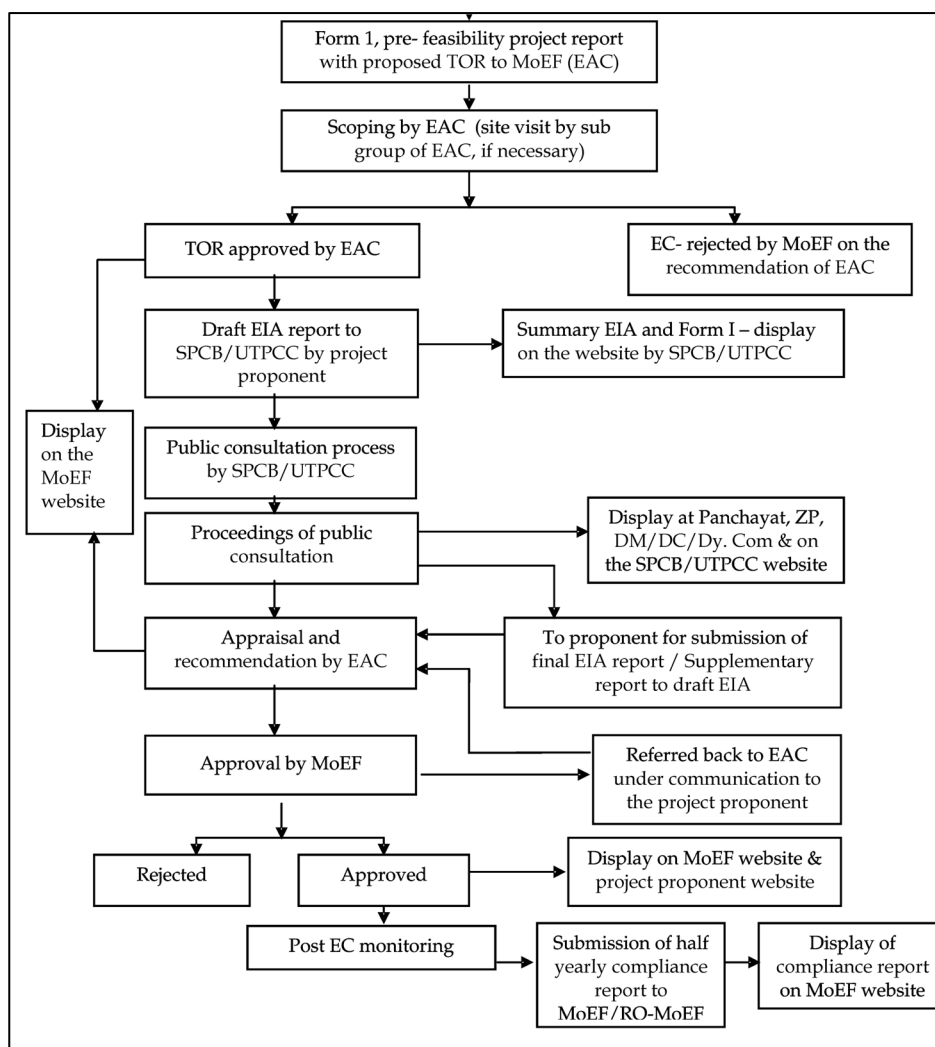 Form 1, pre- feasibility project report
with proposed TOR to MoEF (EAC)
Scoping by EAC (site visit by sub
group of EAC, if necessary)
TOR approved by EAC
EC- rejected by MoEF on the
recommendation of EAC
Draft EIA report to
SPCB/UTPCC by project
proponent
Summary EIA and Form I – display
on the website by SPCB/UTPCC
Display
on the
MoEF
website
Public consultation process
by SPCB/UTPCC
Proceedings of public
consultation
Display at Panchayat, ZP,
DM/DC/Dy. Com & on
the SPCB/UTPCC website
Appraisal and
recommendation by EAC
To proponent for submission of
final EIA report / Supplementary
report to draft EIA
Approval by MoEF
Referred back to EAC
under communication to
the project proponent
Rejected
Approved
Display on MoEF website &
project proponent website
Post EC monitoring
Submission of half
yearly compliance
report to
MoEF/RO-MoEF
Display of
compliance report
on MoEF website